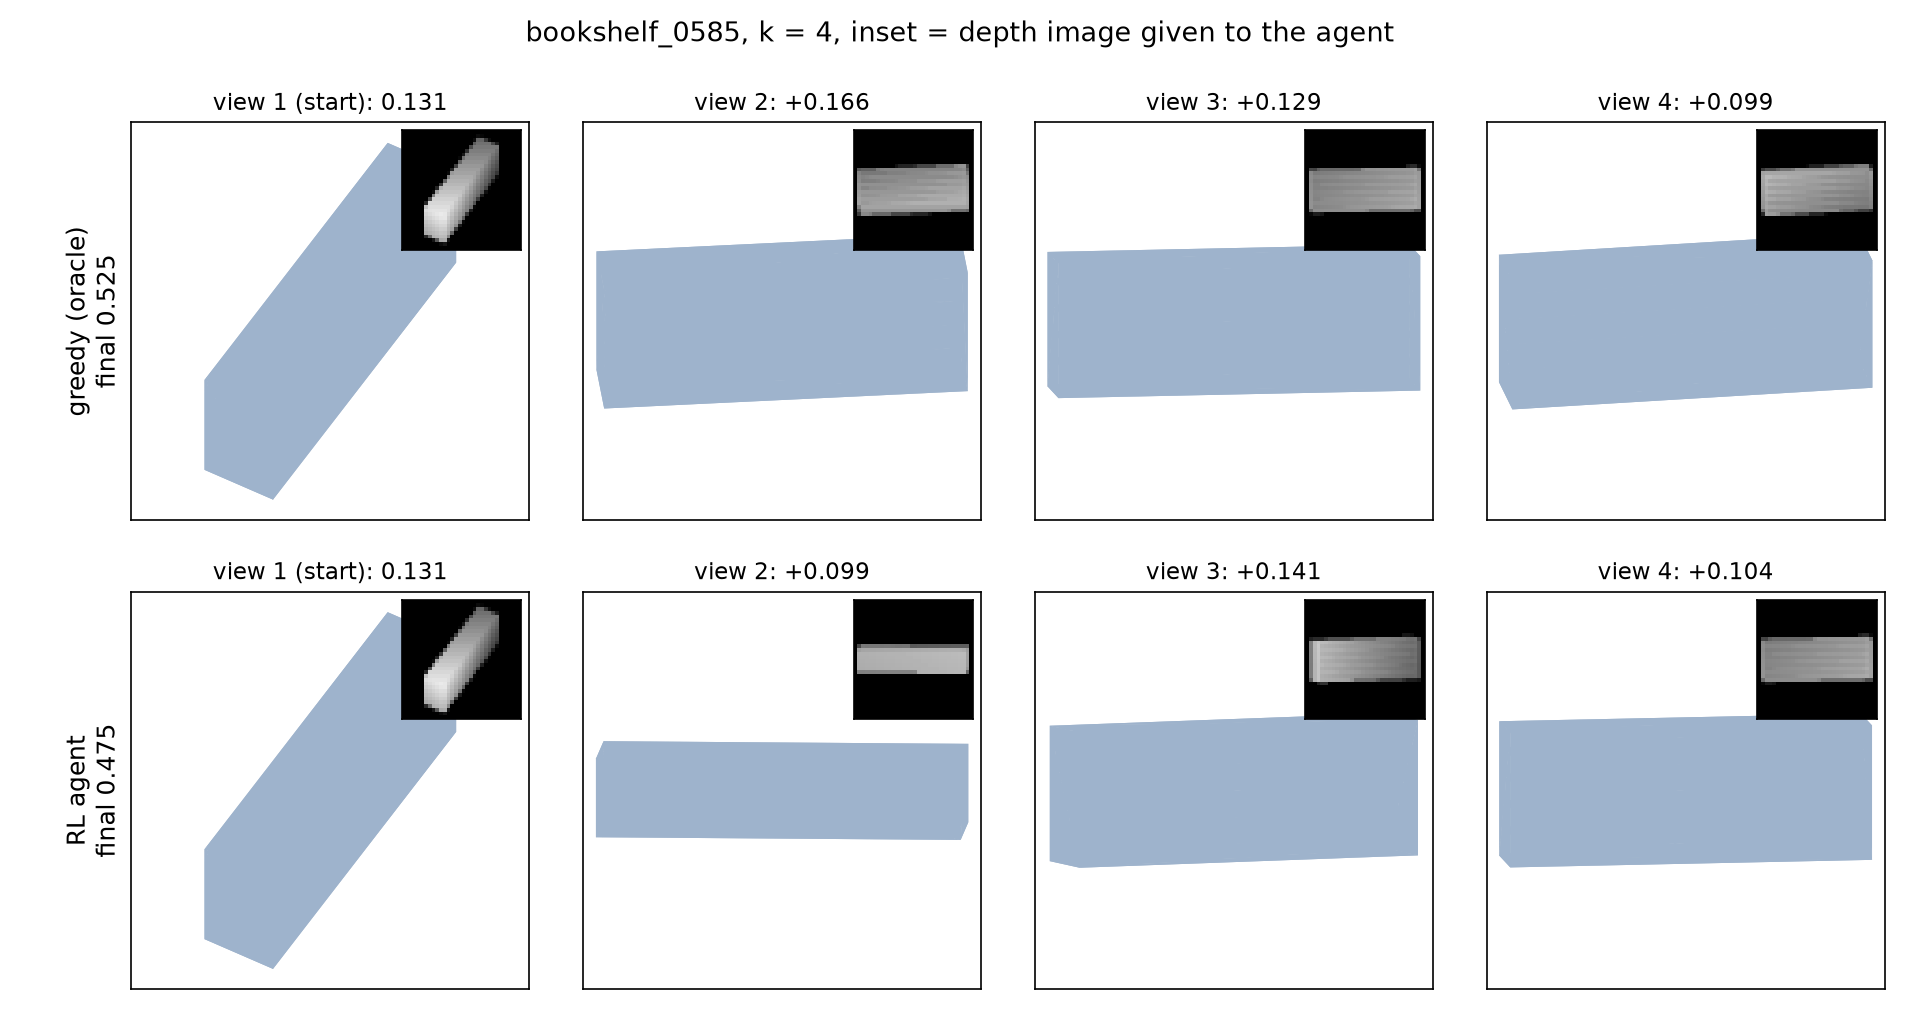 bookshelf_0585, k = 4, inset = depth image given to the agent
view 1 (start): 0.131
view 2: +0.166
view 3: +0.129
view 4: +0.099
greedy (oracle)
final 0.525
view 1 (start): 0.131
view 2: +0.099
view 3: +0.141
view 4: +0.104
RL agent
final 0.475